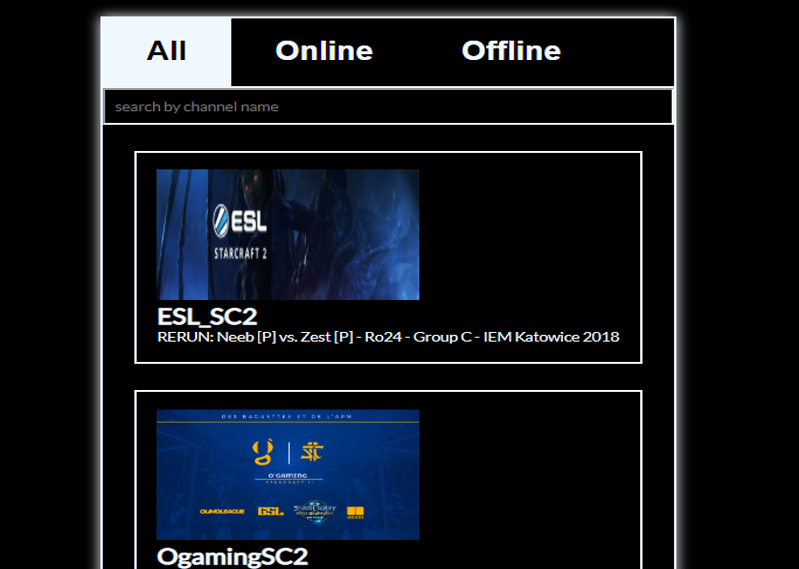 All Online Offline
search by channel name
ESL
STARCRAFT 2
ESL_SC2
RERUN: Neeb [P] vs. Zest [P] - Ro24 - Group C - IEM Katowice 2018
DES BAGUETTES ET DE L'APM
O'GAMING
STARCRAFT II
OLIMOLEAGUE GSL STARCRAFT
OgamingSC2